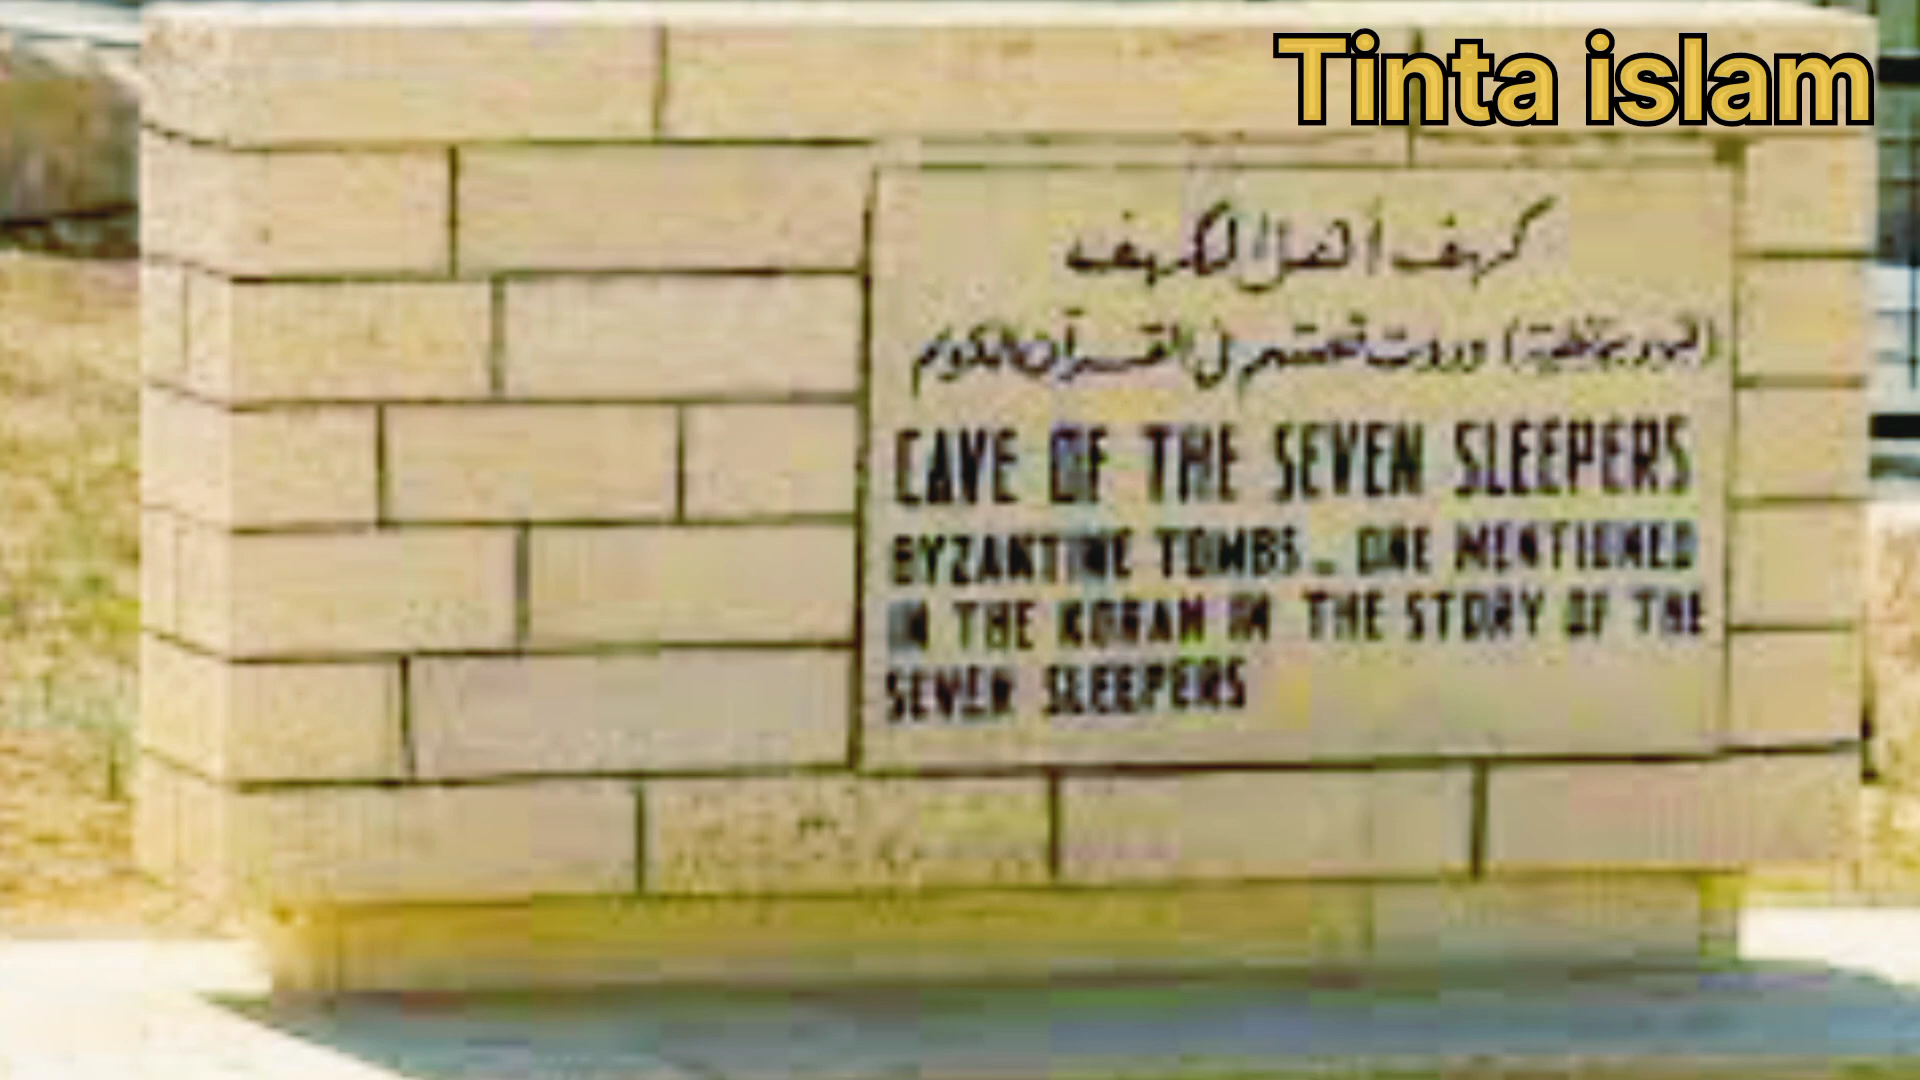 Tinta islam
كهف أهل الكهف
(قبور بيزنطية) وردت قصتهم في القرآن الكريم
CAVE OF THE SEVEN SLEEPERS
BYZANTINE TOMBS _ ONE MENTIONED
IN THE KORAN IN THE STORY OF THE
SEVEN SLEEPERS